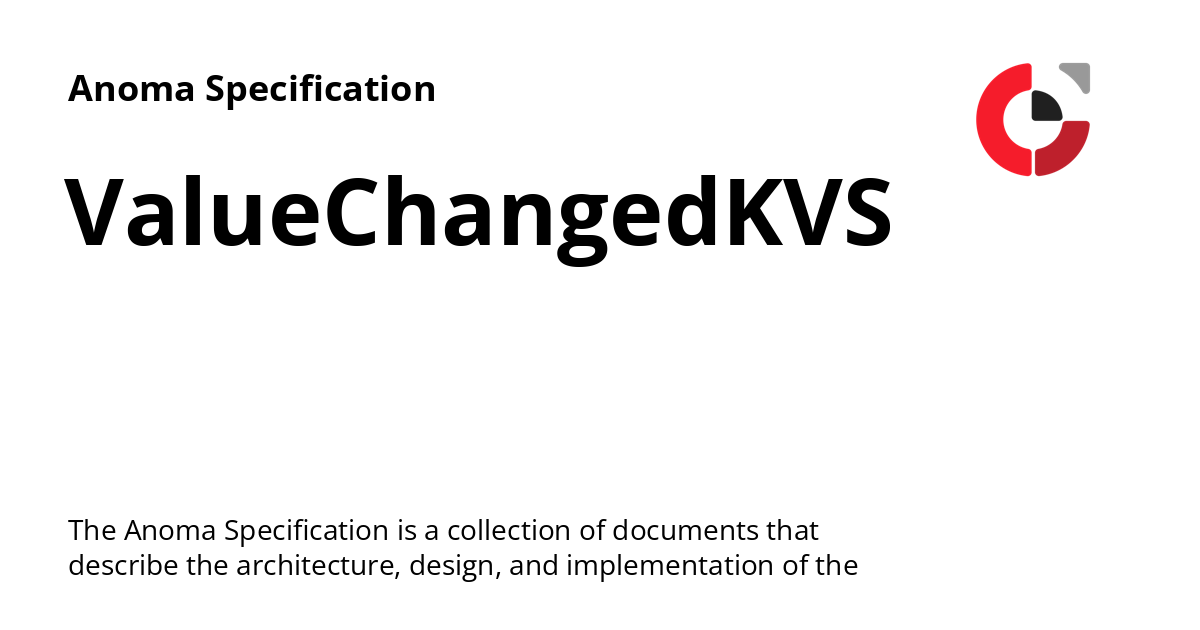 Anoma Specification
ValueChangedKVS
The Anoma Specification is a collection of documents that
describe the architecture, design, and implementation of the